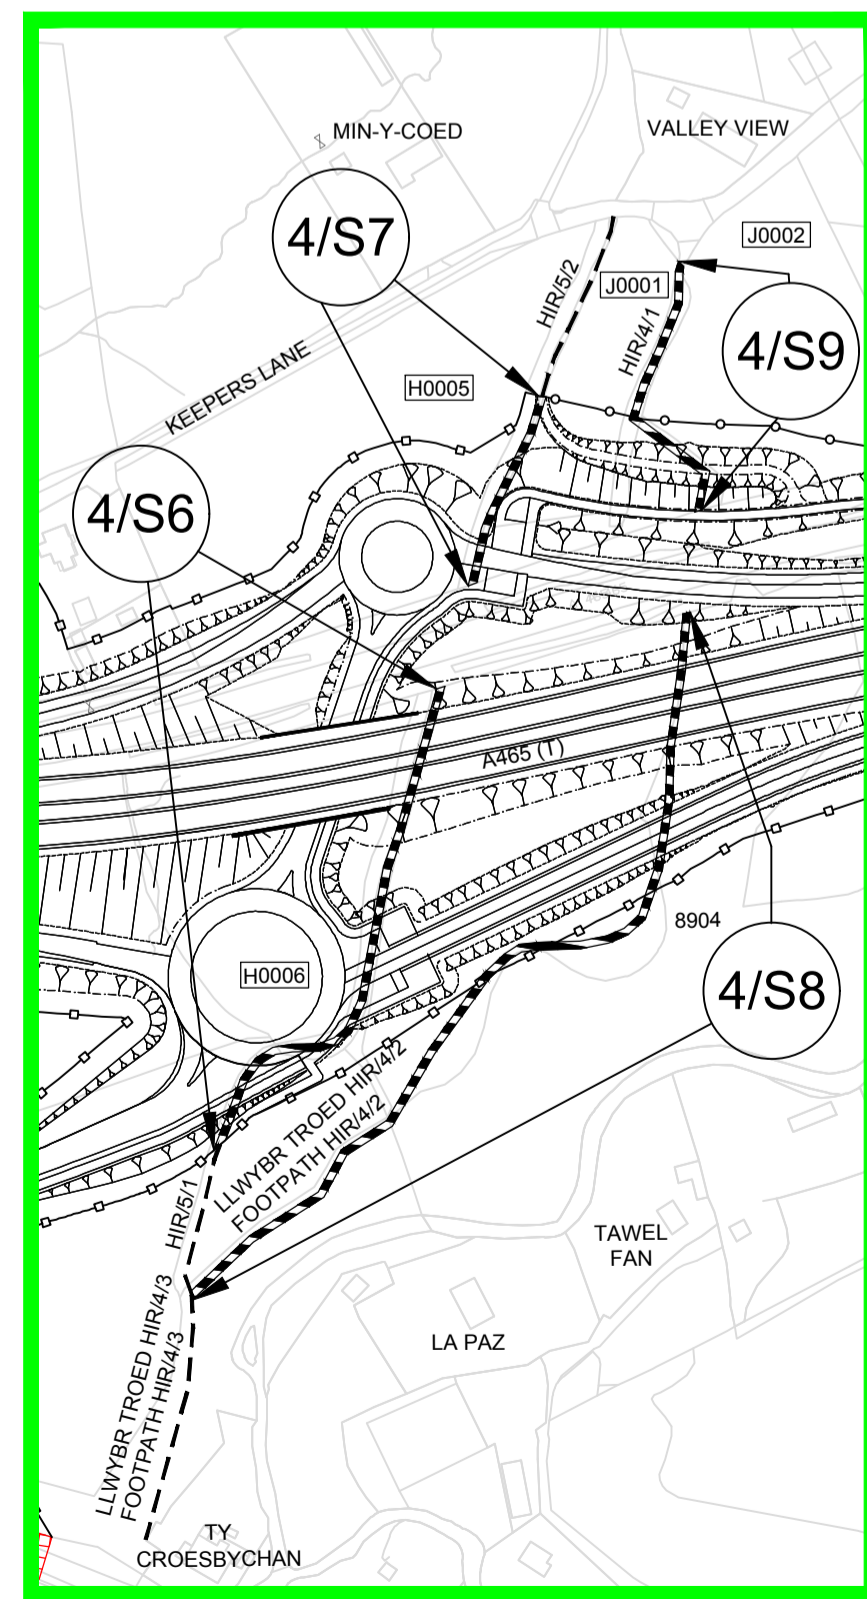 MIN-Y-COED
VALLEY VIEW
4/S7
J0002
HIR/5/2
J0001
HIR/4/1
4/S9
KEEPERS LANE
H0005
4/S6
A465 (T)
8904
H0006
4/S8
LLWYBR TROED HIR/4/2
FOOTPATH HIR/4/2
HIR/5/1
TAWEL
FAN
LLWYBR TROED HIR/4/3
FOOTPATH HIR/4/3
LA PAZ
TY
CROESBYCHAN